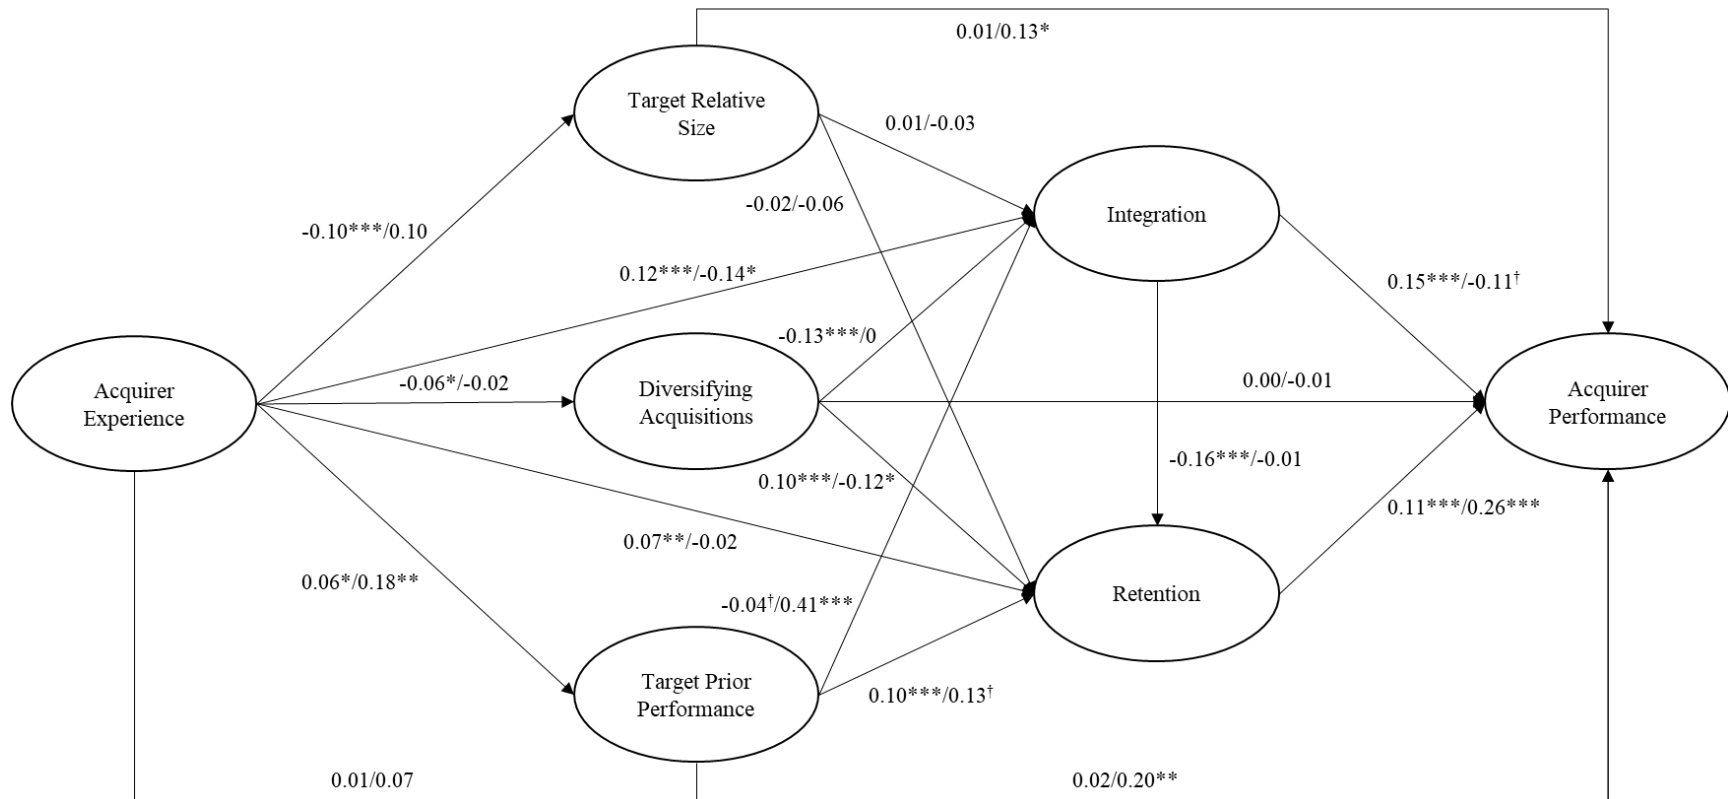 0.01/0.13*
Target Relative
Size
0.01/-0.03
-0.02/-0.06
Integration
-0.10***/0.10
0.12***/-0.14*
0.15***/-0.11†
-0.13***/0
Acquirer
Experience
-0.06*/-0.02
Diversifying
Acquisitions
0.00/-0.01
Acquirer
Performance
-0.16***/-0.01
0.10***/-0.12*
0.11***/0.26***
0.07**/-0.02
0.06*/0.18**
-0.04†/0.41***
Retention
Target Prior
Performance
0.10***/0.13†
0.01/0.07
0.02/0.20**